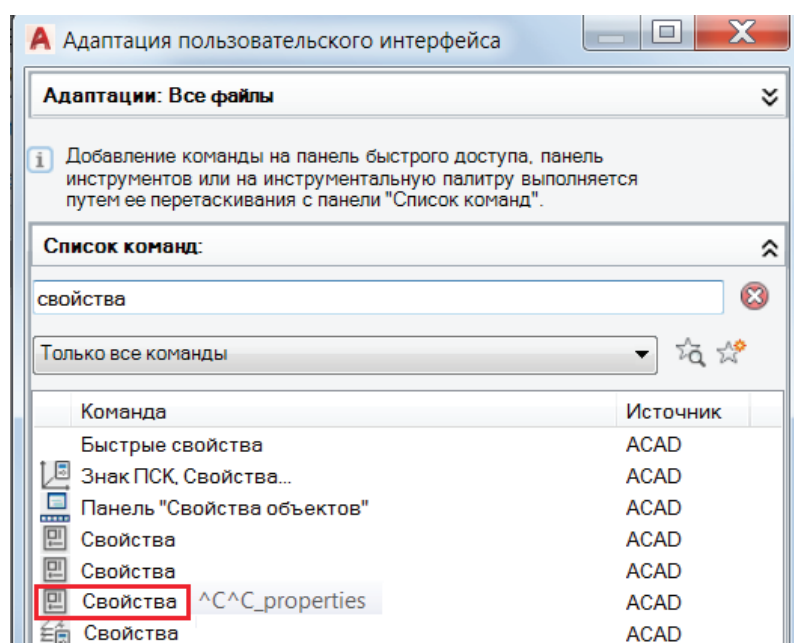 Адаптация пользовательского интерфейса
Адаптации: Все файлы
Добавление команды на панель быстрого доступа, панель
инструментов или на инструментальную палитру выполняется
путем ее перетаскивания с панели "Список команд".
Список команд:
свойства
Только все команды
Команда Источник
Быстрые свойства ACAD
Знак ПСК, Свойства... ACAD
Панель "Свойства объектов" ACAD
Свойства ACAD
Свойства ACAD
Свойства ^C^C_properties ACAD
Свойства ACAD